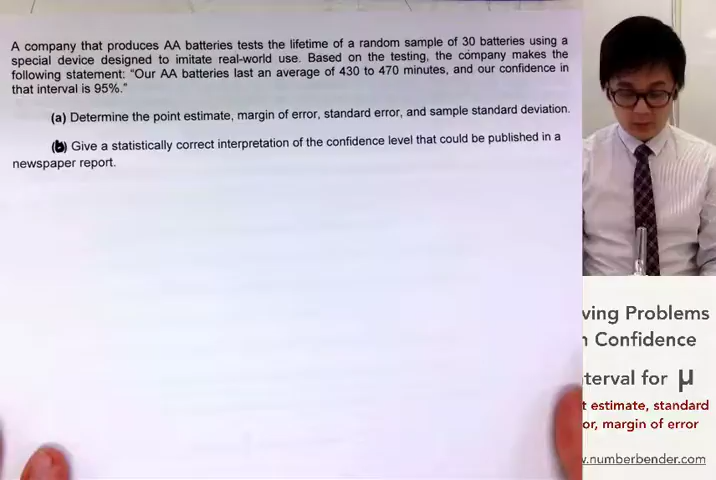 A company that produces AA batteries tests the lifetime of a random sample of 30 batteries using a
special device designed to imitate real-world use. Based on the testing, the company makes the
following statement: "Our AA batteries last an average of 430 to 470 minutes, and our confidence in
that interval is 95%."
(a) Determine the point estimate, margin of error, standard error, and sample standard deviation.
(b) Give a statistically correct interpretation of the confidence level that could be published in a
newspaper report.
ving Problems
Confidence
terval for μ
t estimate, standard
or, margin of error
.numberbender.com